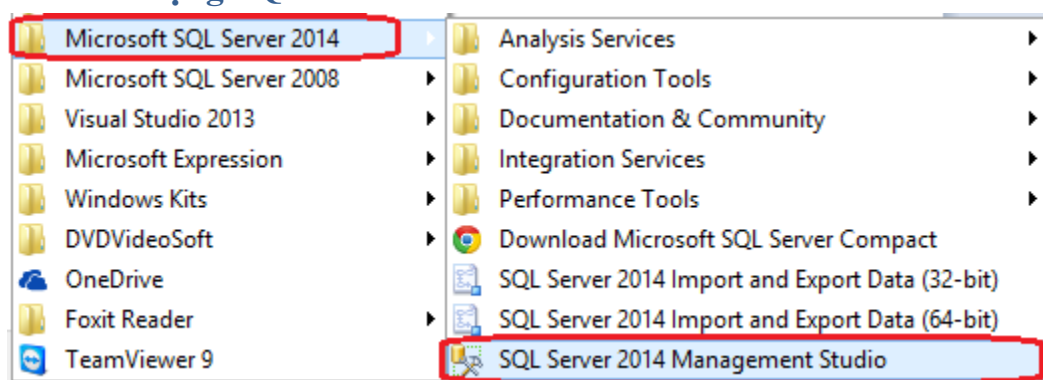 Microsoft SQL Server 2014
Microsoft SQL Server 2008
Visual Studio 2013
Microsoft Expression
Windows Kits
DVDVideoSoft
OneDrive
Foxit Reader
TeamViewer 9
Analysis Services
Configuration Tools
Documentation & Community
Integration Services
Performance Tools
Download Microsoft SQL Server Compact
SQL Server 2014 Import and Export Data (32-bit)
SQL Server 2014 Import and Export Data (64-bit)
SQL Server 2014 Management Studio